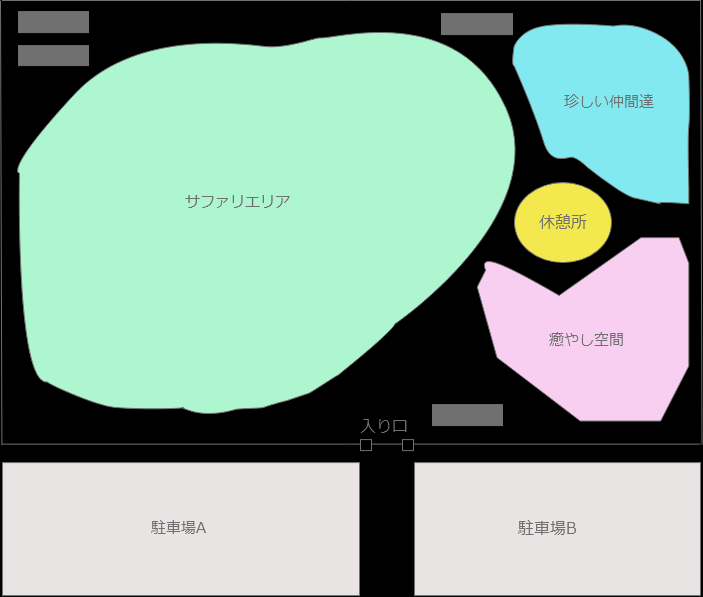 珍しい仲間達
サファリエリア
休憩所
癒やし空間
入り口
駐車場A
駐車場B